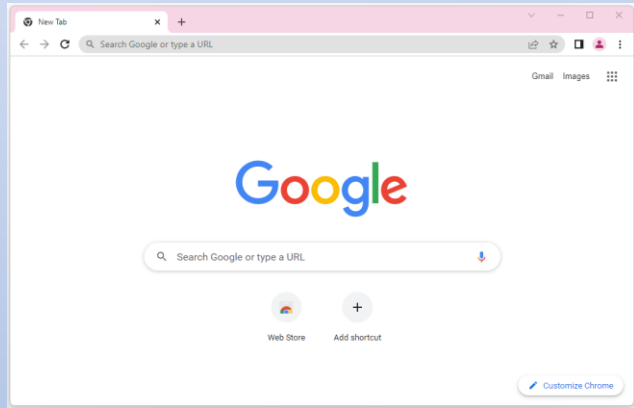 New Tab
Search Google or type a URL
Gmail Images
Google
Search Google or type a URL
Web Store Add shortcut
Customize Chrome